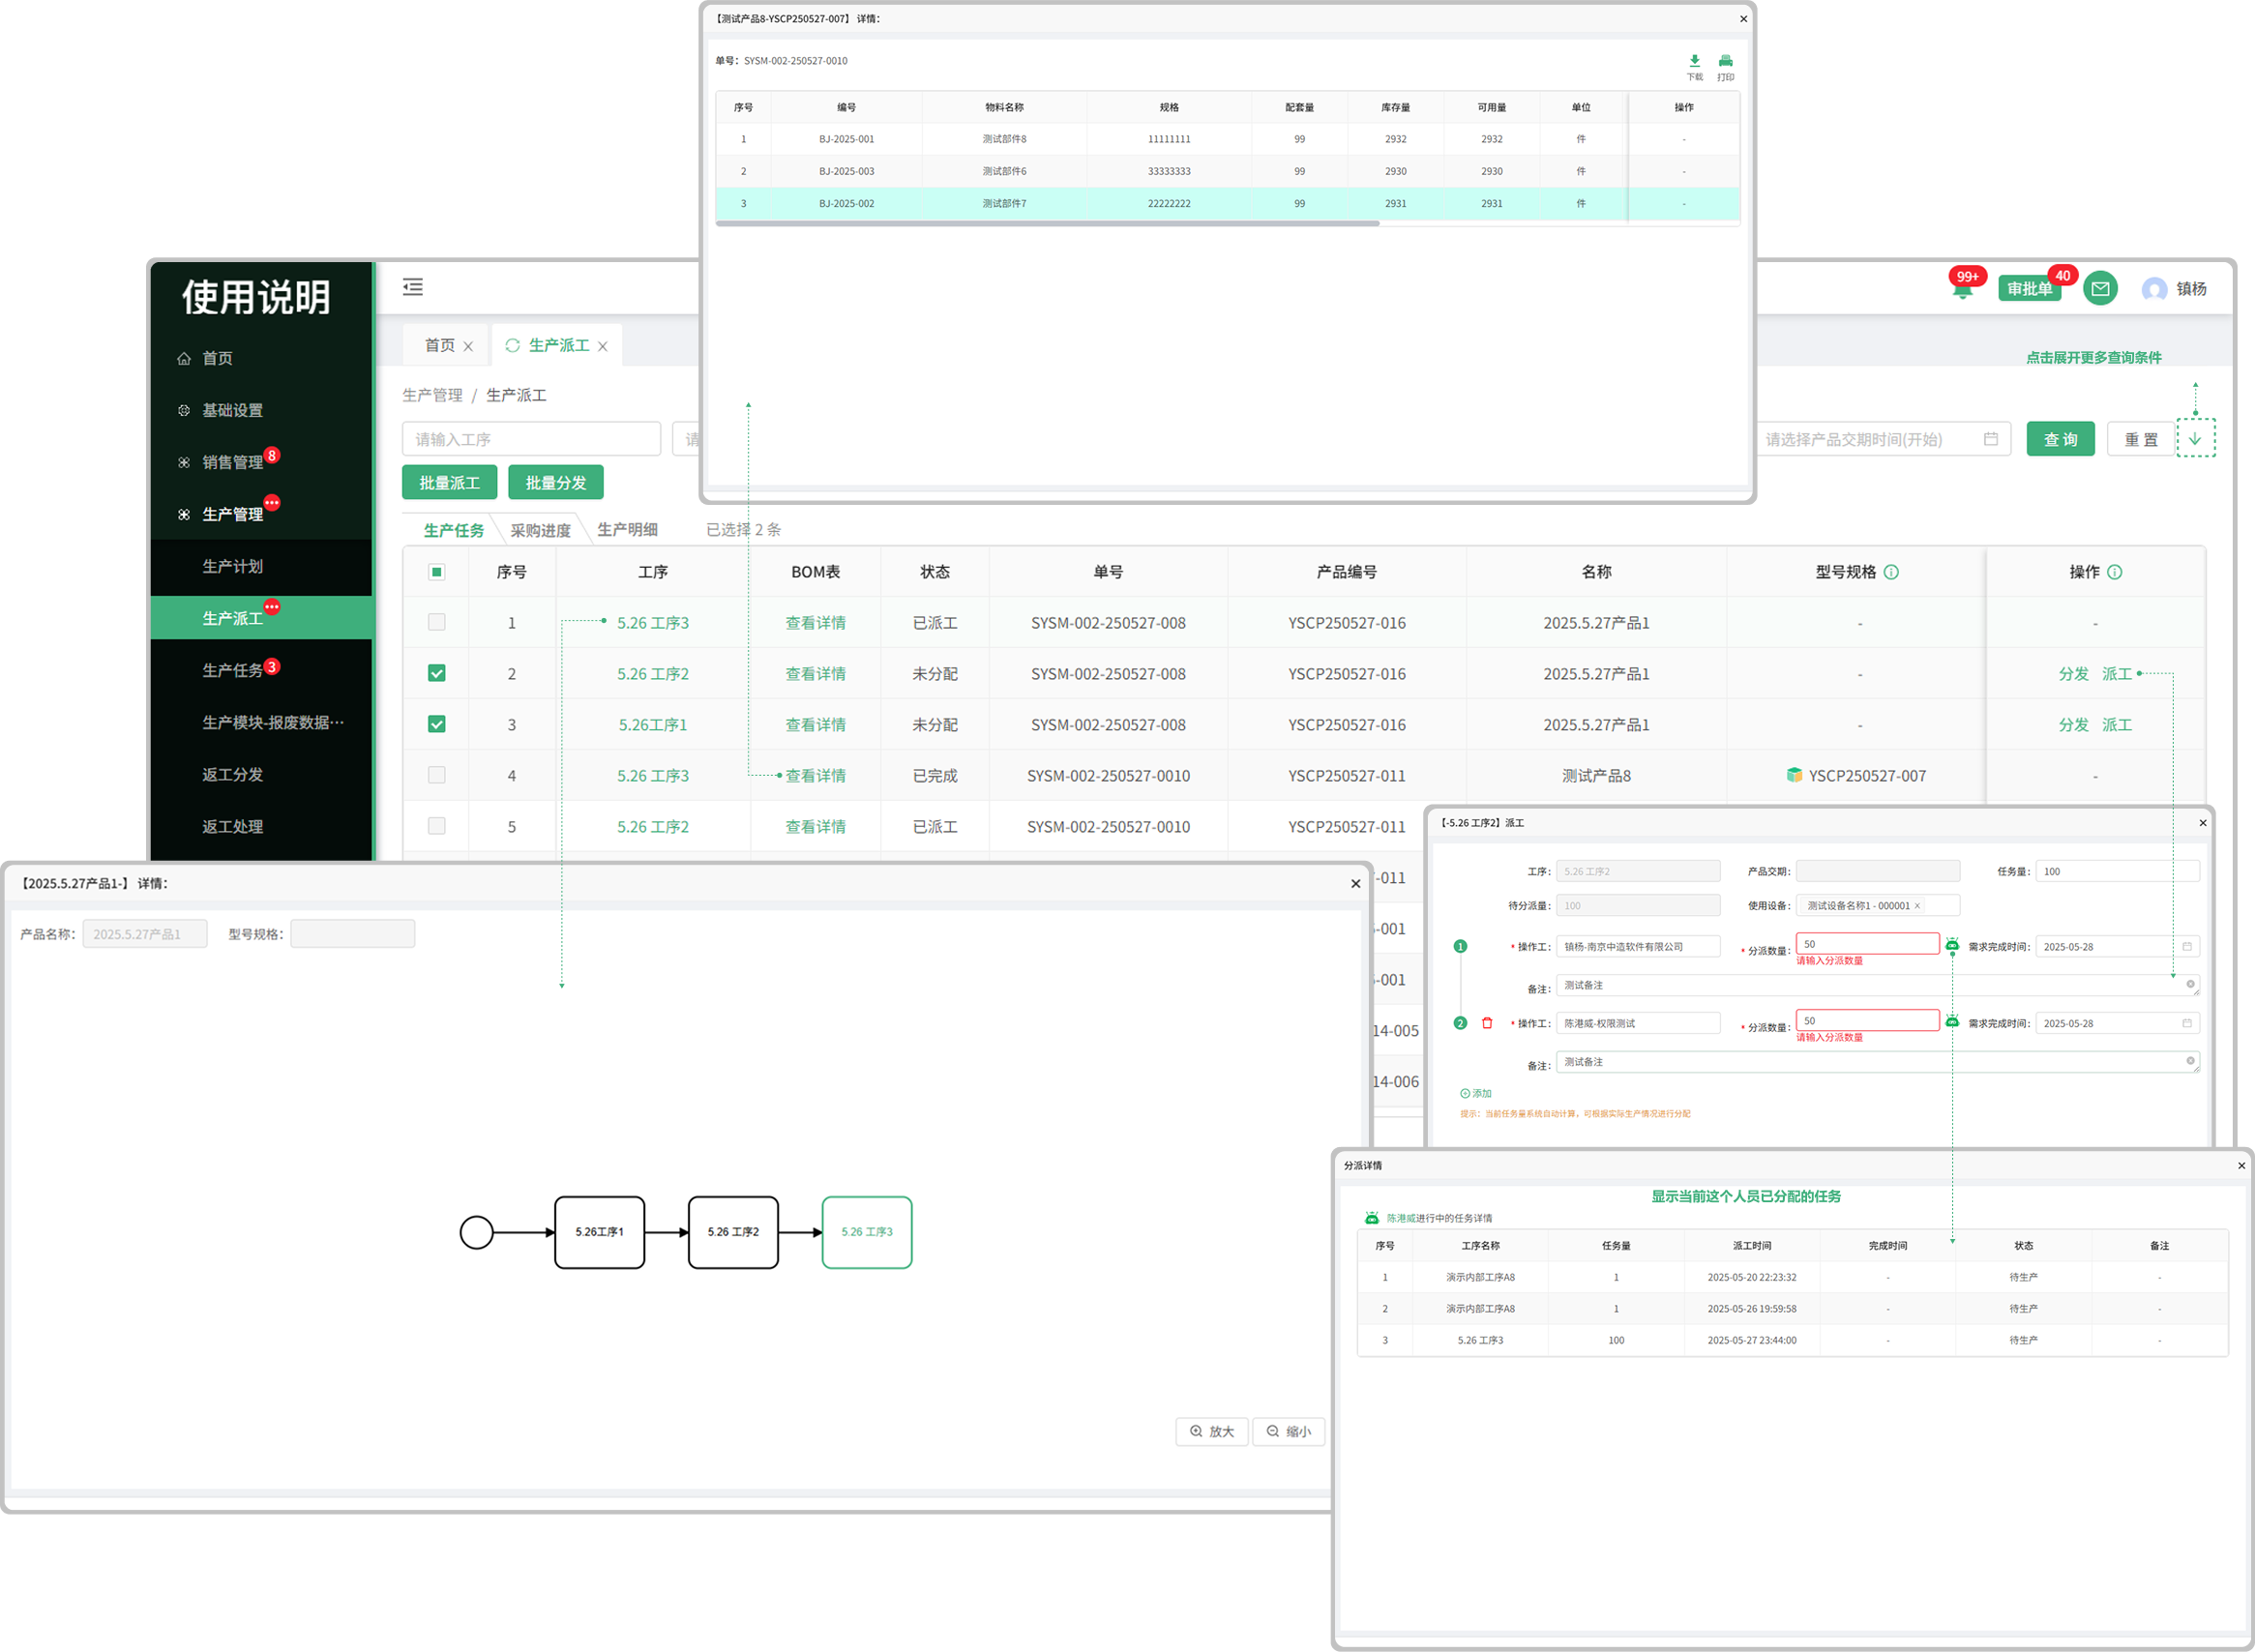 【测试产品8-YSCP250527-007】 详情：
单号： SYSM-002-250527-0010
下载 打印
序号 编号 物料名称 规格 配套量 库存量 可用量 单位 操作
1 BJ-2025-001 测试部件8 11111111 99 2932 2932 件 -
2 BJ-2025-003 测试部件6 33333333 99 2930 2930 件 -
3 BJ-2025-002 测试部件7 22222222 99 2931 2931 件 -
使用说明
首页
基础设置
销售管理 8
生产管理
生产计划
生产派工
生产任务 3
生产模块-报废数据···
返工分发
返工处理
99+ 审批单 40 镇杨
首页 生产派工
点击展开更多查询条件
生产管理 / 生产派工
请输入工序 请 请选择产品交期时间(开始) 查 询 重 置
批量派工 批量分发
生产任务 采购进度 生产明细 已选择 2 条
序号 工序 BOM表 状态 单号 产品编号 名称 型号规格 操作
1 5.26 工序3 查看详情 已派工 SYSM-002-250527-008 YSCP250527-016 2025.5.27产品1 - -
2 5.26 工序2 查看详情 未分配 SYSM-002-250527-008 YSCP250527-016 2025.5.27产品1 - 分发 派工
3 5.26工序1 查看详情 未分配 SYSM-002-250527-008 YSCP250527-016 2025.5.27产品1 - 分发 派工
4 5.26 工序3 查看详情 已完成 SYSM-002-250527-0010 YSCP250527-011 测试产品8 YSCP250527-007 -
5 5.26 工序2 查看详情 已派工 SYSM-002-250527-0010 YSCP250527-011
-011
-001
-001
14-005
14-006
【-5.26 工序2】派工
工序： 5.26 工序2 产品交期： 任务量： 100
待分派量： 100 使用设备： 测试设备名称1 - 000001
1 * 操作工： 镇杨-南京中造软件有限公司 * 分派数量： 50 需求完成时间： 2025-05-28
请输入分派数量
备注： 测试备注
2 * 操作工： 陈港威-权限测试 * 分派数量： 50 需求完成时间： 2025-05-28
请输入分派数量
备注： 测试备注
添加
提示：当前任务量系统自动计算，可根据实际生产情况进行分配
【2025.5.27产品1-】 详情：
产品名称： 2025.5.27产品1 型号规格：
5.26工序1 5.26 工序2 5.26 工序3
放大 缩小
分派详情
显示当前这个人员已分配的任务
陈港威进行中的任务详情
序号 工序名称 任务量 派工时间 完成时间 状态 备注
1 演示内部工序A8 1 2025-05-20 22:23:32 - 待生产 -
2 演示内部工序A8 1 2025-05-26 19:59:58 - 待生产 -
3 5.26 工序3 100 2025-05-27 23:44:00 - 待生产 -